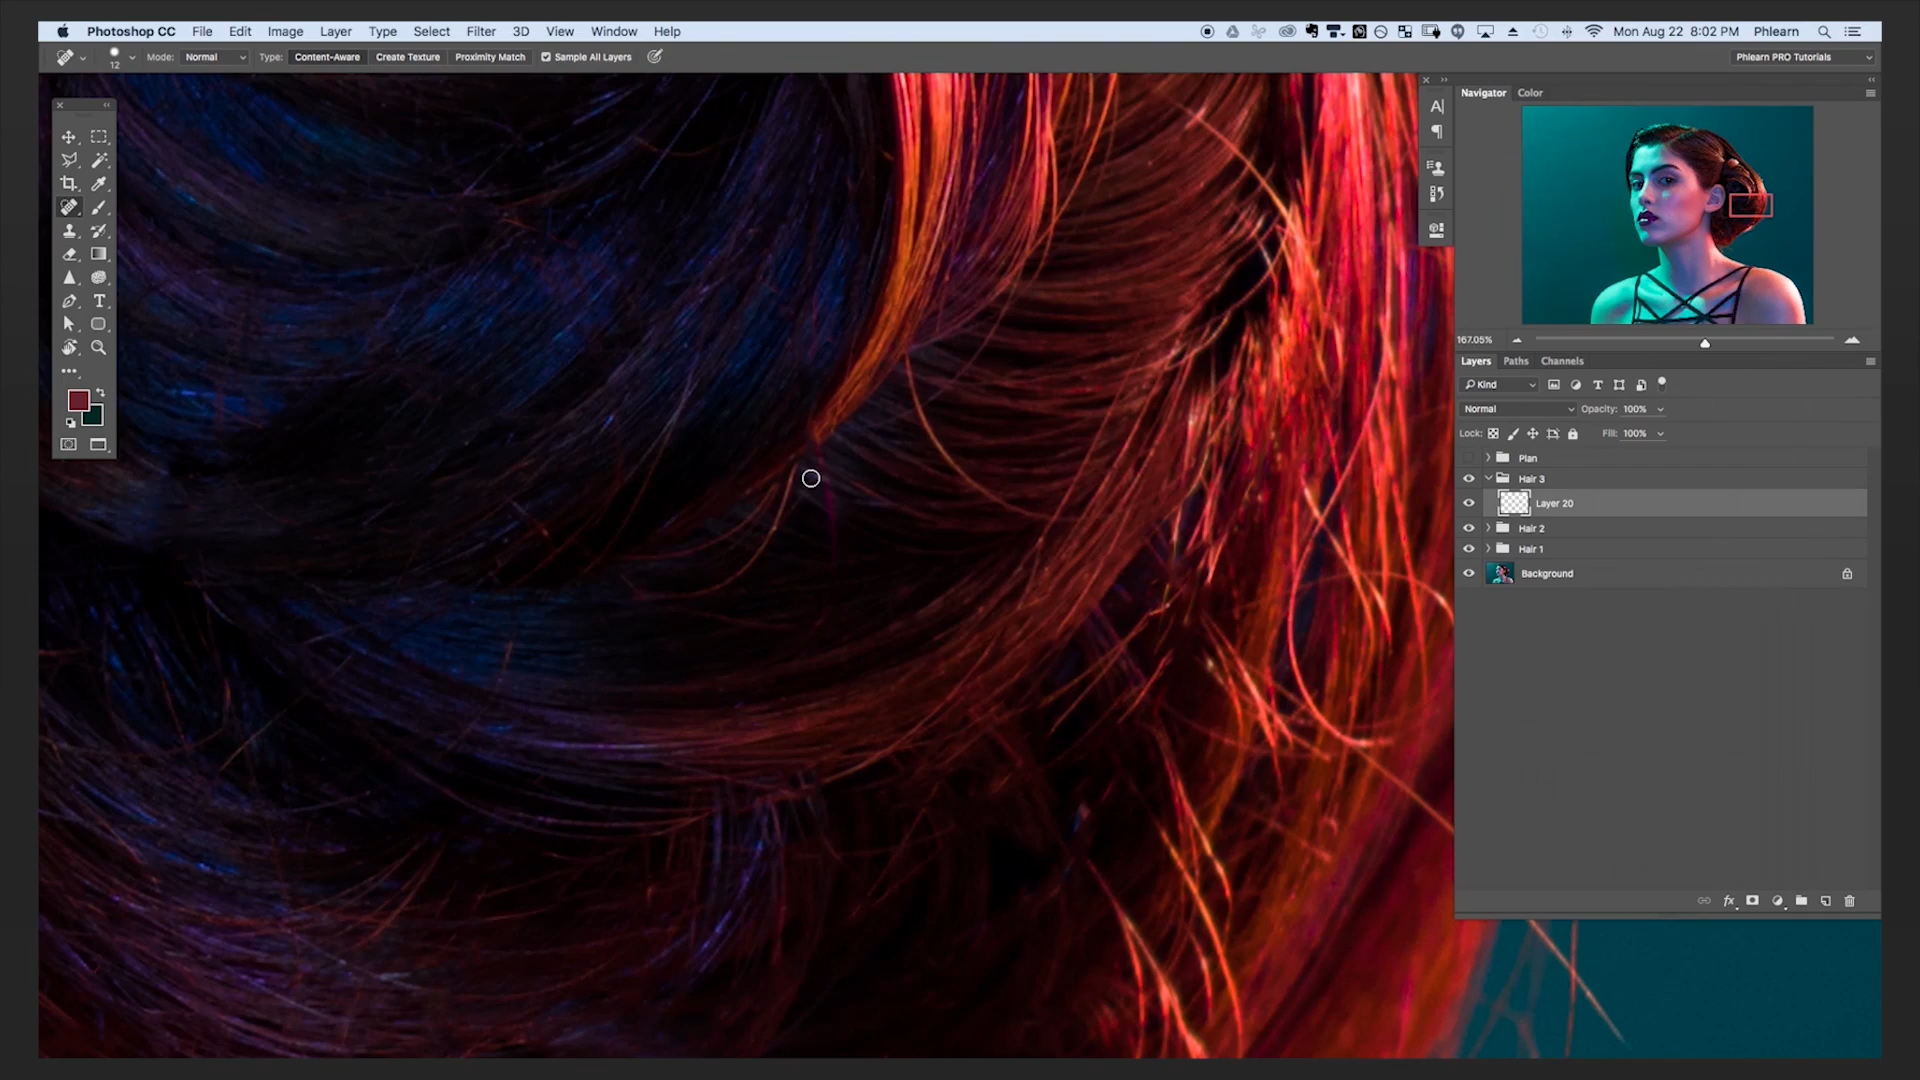 Photoshop CC File Edit Image Layer Type Select Filter 3D View Window Help Mon Aug 22 8:02 PM Phlearn
12 Mode: Normal Type: Content-Aware Create Texture Proximity Match Sample All Layers Phlearn PRO Tutorials
Navigator Color
167.05%
Layers Paths Channels
Kind
Normal Opacity: 100%
Lock: Fill: 100%
Plan
Hair 3
Layer 20
Hair 2
Hair 1
Background